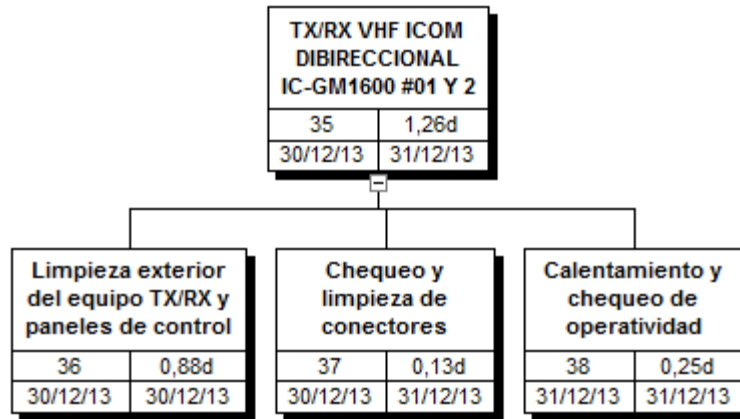 TX/RX VHF ICOM
DIBIRECCIONAL
IC-GM1600 #01 Y 2
35 1,26d
30/12/13 31/12/13
Limpieza exterior
del equipo TX/RX y
paneles de control
36 0,88d
30/12/13 30/12/13
Chequeo y
limpieza de
conectores
37 0,13d
30/12/13 31/12/13
Calentamiento y
chequeo de
operatividad
38 0,25d
31/12/13 31/12/13